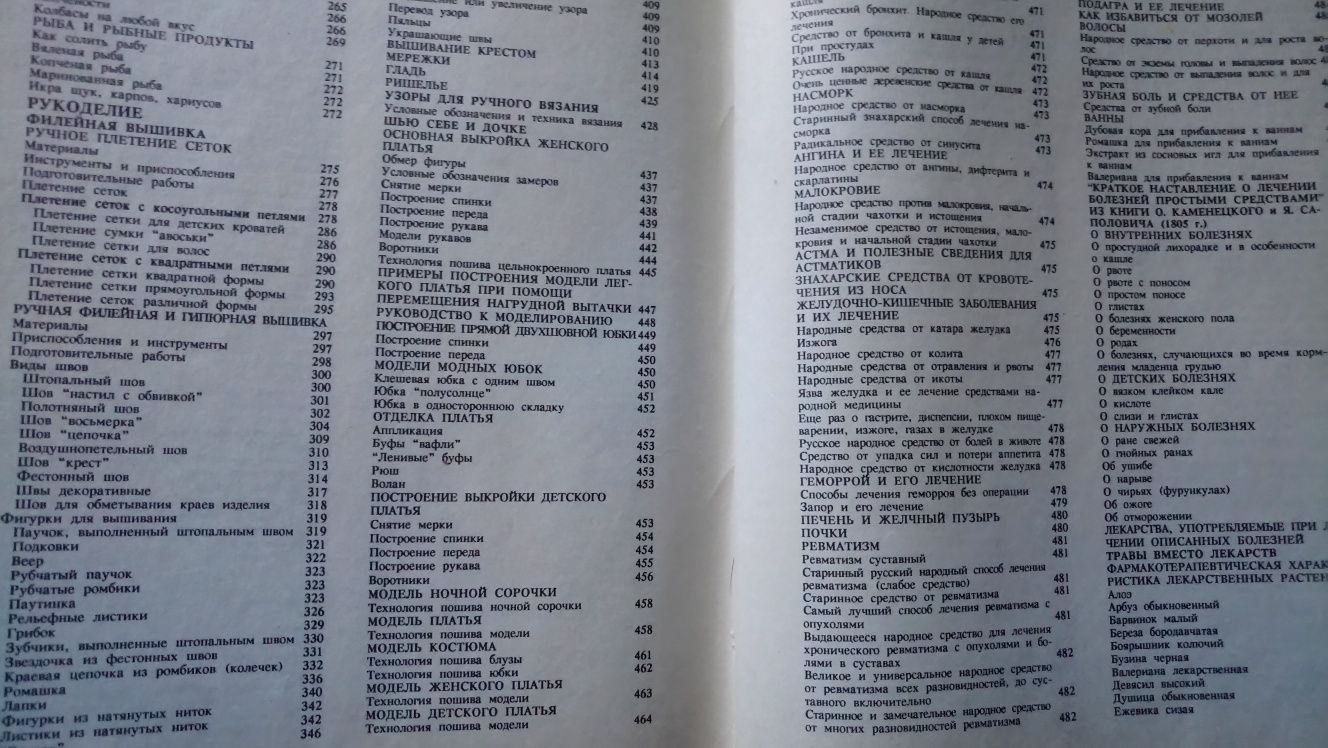 Колбасы на любой вкус 265
РЫБА И РЫБНЫЕ ПРОДУКТЫ 266
Как солить рыбу 266
Вяленая рыба 269
Копченая рыба
Маринованная рыба 271
Икра щук, карпов, хариусов 271
РУКОДЕЛИЕ 272
ФИЛЕЙНАЯ ВЫШИВКА 272
РУЧНОЕ ПЛЕТЕНИЕ СЕТОК 272
Материалы
Инструменты и приспособления 275
Подготовительные работы 276
Плетение сеток 277
Плетение сеток с косоугольными петлями 278
Плетение сетки для детских кроватей 278
Плетение сумки "авоськи" 286
Плетение сетки для волос 286
Плетение сеток с квадратными петлями 290
Плетение сетки квадратной формы 290
Плетение сетки прямоугольной формы 290
Плетение сеток различной формы 293
РУЧНАЯ ФИЛЕЙНАЯ И ГИПЮРНАЯ ВЫШИВКА 295
Материалы
Приспособления и инструменты 297
Подготовительные работы 297
Виды швов 298
Штопальный шов 300
Шов "настил с обвивкой" 300
Полотняный шов 301
Шов "восьмерка" 302
Шов "цепочка" 304
Воздушнопетельный шов 309
Шов "крест" 310
Фестонный шов 313
Швы декоративные 314
Шов для обметывания краев изделия 317
Фигурки для вышивания 318
Паучок, выполненный штопальным швом 319
Подковки 319
Веер 321
Рубчатый паучок 322
Рубчатые ромбики 323
Паутинка 323
Рельефные листики 323
Грибок 326
Зубчики, выполненные штопальным швом 329
Звездочка из фестонных швов 330
Краевая цепочка из ромбиков (колечек) 331
Ромашка 332
Лапки 336
Фигурки из натянутых ниток 340
Листики из натянутых ниток 342
342
346
или увеличение узора 409
Перевод узора 409
Пяльцы 409
Украшающие швы 410
ВЫШИВАНИЕ КРЕСТОМ 410
МЕРЕЖКИ 413
ГЛАДЬ 414
РИШЕЛЬЕ 419
УЗОРЫ ДЛЯ РУЧНОГО ВЯЗАНИЯ 425
Условные обозначения и техника вязания 428
ШЬЮ СЕБЕ И ДОЧКЕ
ОСНОВНАЯ ВЫКРОЙКА ЖЕНСКОГО
ПЛАТЬЯ
Обмер фигуры
Условные обозначения замеров 437
Снятие мерки 437
Построение спинки 437
Построение переда 438
Построение рукава 439
Модели рукавов 441
Воротники 442
Технология пошива цельнокроенного платья 444
ПРИМЕРЫ ПОСТРОЕНИЯ МОДЕЛИ ЛЕГ- 445
КОГО ПЛАТЬЯ ПРИ ПОМОЩИ
ПЕРЕМЕЩЕНИЯ НАГРУДНОЙ ВЫТАЧКИ 447
РУКОВОДСТВО К МОДЕЛИРОВАНИЮ 448
ПОСТРОЕНИЕ ПРЯМОЙ ДВУХШОВНОЙ ЮБКИ 449
Построение спинки 449
Построение переда 450
МОДЕЛИ МОДНЫХ ЮБОК 450
Клешевая юбка с одним швом 450
Юбка "полусолнце" 451
Юбка в одностороннюю складку 452
ОТДЕЛКА ПЛАТЬЯ
Аппликация 452
Буфы "вафли" 453
"Ленивые" буфы 453
Рюш 453
Волан 453
ПОСТРОЕНИЕ ВЫКРОЙКИ ДЕТСКОГО
ПЛАТЬЯ
Снятие мерки 453
Построение спинки 454
Построение переда 454
Построение рукава 455
Воротники 456
МОДЕЛЬ НОЧНОЙ СОРОЧКИ
Технология пошива ночной сорочки 458
МОДЕЛЬ ПЛАТЬЯ
Технология пошива модели 458
МОДЕЛЬ КОСТЮМА
Технология пошива блузы 461
Технология пошива юбки 462
МОДЕЛЬ ЖЕНСКОГО ПЛАТЬЯ
Технология пошива модели 463
МОДЕЛЬ ДЕТСКОГО ПЛАТЬЯ
Технология пошива модели 464
кашля 471
Хронический бронхит. Народное средство его
лечения
Средство от бронхита и кашля у детей 471
При простудах 471
КАШЕЛЬ 471
Русское народное средство от кашля 472
Очень ценные деревенские средства от кашля 472
НАСМОРК
Народное средство от насморка 473
Старинный знахарский способ лечения на-
сморка 473
Радикальное средство от синусита 473
АНГИНА И ЕЕ ЛЕЧЕНИЕ
Народное средство от ангины, дифтерита и
скарлатины 474
МАЛОКРОВИЕ
Народное средство против малокровия, началь-
ной стадии чахотки и истощения 474
Незаменимое средство от истощения, мало-
кровия и начальной стадии чахотки 475
АСТМА И ПОЛЕЗНЫЕ СВЕДЕНИЯ ДЛЯ
АСТМАТИКОВ 475
ЗНАХАРСКИЕ СРЕДСТВА ОТ КРОВОТЕ-
ЧЕНИЯ ИЗ НОСА 475
ЖЕЛУДОЧНО-КИШЕЧНЫЕ ЗАБОЛЕВАНИЯ
И ИХ ЛЕЧЕНИЕ 475
Народные средства от катара желудка 475
Изжога 476
Народное средство от колита 477
Народные средства от отравления и рвоты 477
Народные средства от икоты 477
Язва желудка и ее лечение средствами на-
родной медицины 477
Еще раз о гастрите, диспепсии, плохом пище-
варении, изжоге, газах в желудке 478
Русское народное средство от болей в животе 478
Средство от упадка сил и потери аппетита 478
Народное средство от кислотности желудка 478
ГЕМОРРОЙ И ЕГО ЛЕЧЕНИЕ
Способы лечения геморроя без операции 478
Запор и его лечение 479
ПЕЧЕНЬ И ЖЕЛЧНЫЙ ПУЗЫРЬ 480
ПОЧКИ 480
РЕВМАТИЗМ 481
Ревматизм суставный 481
Старинный русский народный способ лечения
ревматизма (слабое средство) 481
Старинное средство от ревматизма 481
Самый лучший способ лечения ревматизма с
опухолями 481
Выдающееся народное средство для лечения
хронического ревматизма с опухолями и бо-
лями в суставах 482
Великое и универсальное народное средство
от ревматизма всех разновидностей, до сус-
тавного включительно 482
Старинное и замечательное народное средство
от многих разновидностей ревматизма 482
ПОДАГРА И ЕЕ ЛЕЧЕНИЕ
КАК ИЗБАВИТЬСЯ ОТ МОЗОЛЕЙ
ВОЛОСЫ
Народное средство от перхоти и для роста во-
лос
Средство от экземы головы и выпадения волос
Народное средство от выпадения волос и для
их роста
ЗУБНАЯ БОЛЬ И СРЕДСТВА ОТ НЕЕ
Средства от зубной боли
ВАННЫ
Дубовая кора для прибавления к ваннам
Ромашка для прибавления к ваннам
Экстракт из сосновых игл для прибавления
к ваннам
Валериана для прибавления к ваннам
"КРАТКОЕ НАСТАВЛЕНИЕ О ЛЕЧЕНИИ
БОЛЕЗНЕЙ ПРОСТЫМИ СРЕДСТВАМИ"
ИЗ КНИГИ О. КАМЕНЕЦКОГО и Я. СА-
ПОЛОВИЧА (1805 г.)
О ВНУТРЕННИХ БОЛЕЗНЯХ
О простудной лихорадке и в особенности
о кашле
О рвоте
О рвоте с поносом
О простом поносе
О глистах
О болезнях женского пола
О беременности
О родах
О болезнях, случающихся во время корм-
ления младенца грудью
О ДЕТСКИХ БОЛЕЗНЯХ
О вязком клейком кале
О кислоте
О слизи и глистах
О НАРУЖНЫХ БОЛЕЗНЯХ
О ране свежей
О гнойных ранах
Об ушибе
О нарыве
О чирьях (фурункулах)
Об ожоге
Об отморожении
ЛЕКАРСТВА, УПОТРЕБЛЯЕМЫЕ ПРИ Л
ЧЕНИИ ОПИСАННЫХ БОЛЕЗНЕЙ
ТРАВЫ ВМЕСТО ЛЕКАРСТВ
ФАРМАКОТЕРАПЕВТИЧЕСКАЯ ХАРАК
РИСТИКА ЛЕКАРСТВЕННЫХ РАСТЕН
Алоэ
Арбуз обыкновенный
Барвинок малый
Береза бородавчатая
Боярышник колючий
Бузина черная
Валериана лекарственная
Девясил высокий
Душица обыкновенная
Ежевика сизая